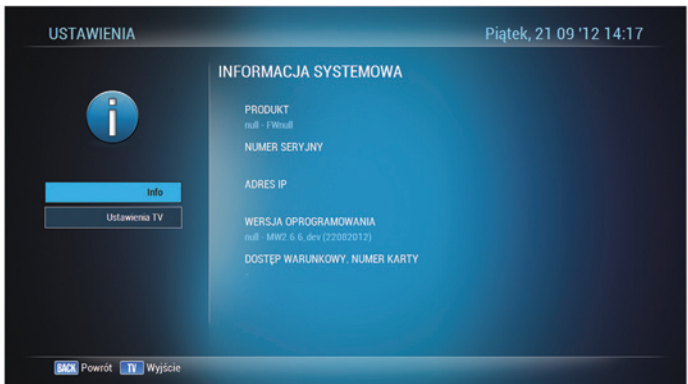 USTAWIENIA
Piątek, 21 09 '12 14:17
INFORMACJA SYSTEMOWA
PRODUKT
null - FWnull
NUMER SERYJNY
ADRES IP
Info
Ustawienia TV
WERSJA OPROGRAMOWANIA
null - MW2.6.6_dev (22082012)
DOSTĘP WARUNKOWY. NUMER KARTY
-
BACK Powrót TV Wyjście